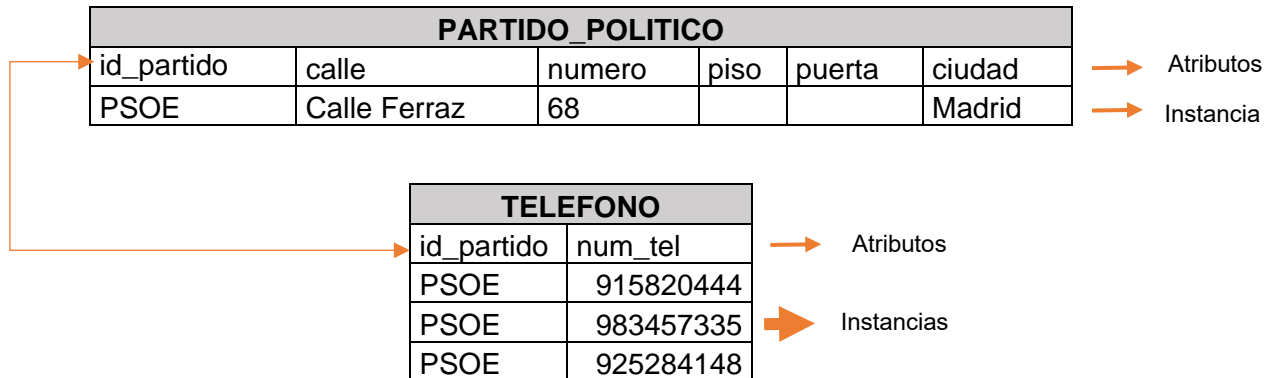 PARTIDO_POLITICO
id_partido calle numero piso puerta ciudad Atributos
PSOE Calle Ferraz 68 Madrid Instancia
TELEFONO
id_partido num_tel Atributos
PSOE 915820444
PSOE 983457335 Instancias
PSOE 925284148